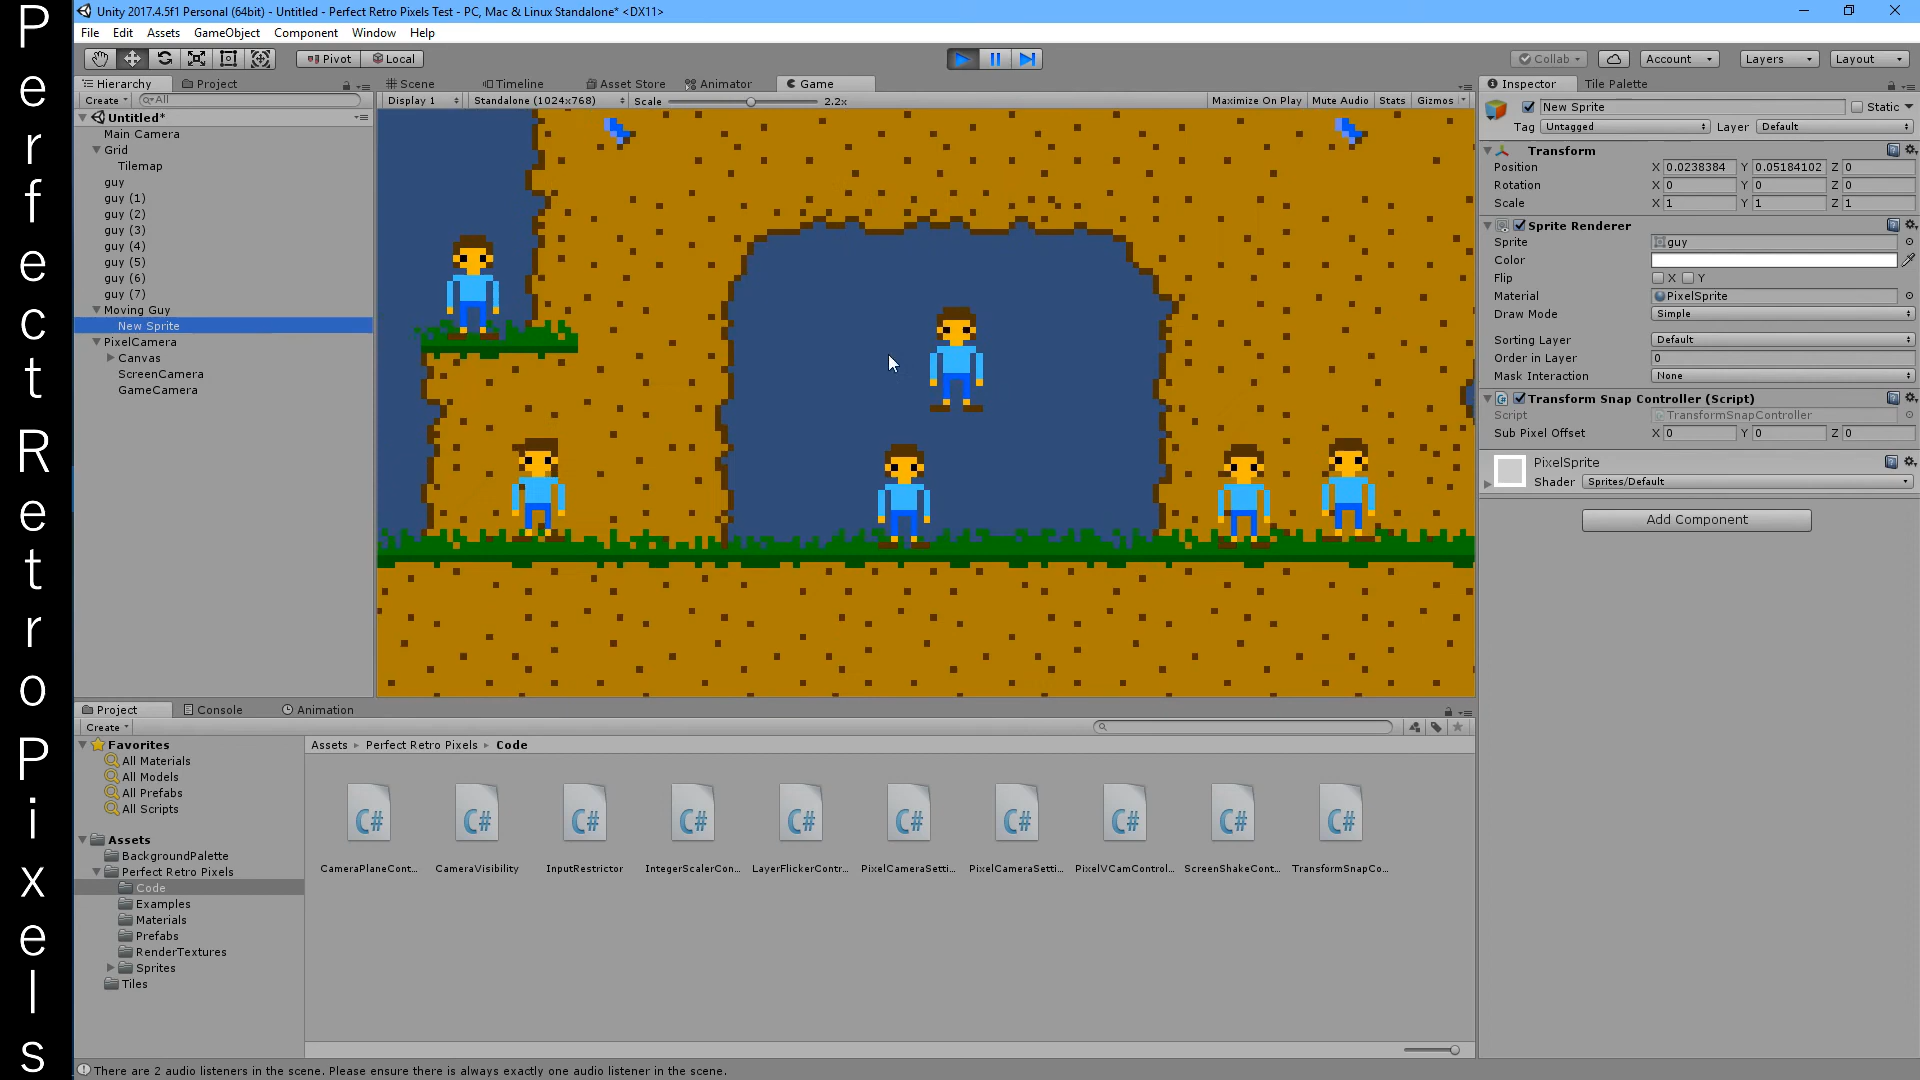 Perfect Retro Pixels
Unity 2017.4.5f1 Personal (64bit) - Untitled - Perfect Retro Pixels Test - PC, Mac & Linux Standalone* <DX11>
File Edit Assets GameObject Component Window Help
Pivot Local Collab Account Layers Layout
Hierarchy Project Scene Timeline Asset Store Animator Game Inspector Tile Palette
Create All Display 1 Standalone (1024x768) Scale 2.2x Maximize On Play Mute Audio Stats Gizmos
Untitled*
Main Camera
Grid
Tilemap
guy
guy (1)
guy (2)
guy (3)
guy (4)
guy (5)
guy (6)
guy (7)
Moving Guy
New Sprite
PixelCamera
Canvas
ScreenCamera
GameCamera
New Sprite Static
Tag Untagged Layer Default
Transform
Position X 0.0238384 Y 0.05184102 Z 0
Rotation X 0 Y 0 Z 0
Scale X 1 Y 1 Z 1
Sprite Renderer
Sprite guy
Color
Flip X Y
Material PixelSprite
Draw Mode Simple
Sorting Layer Default
Order in Layer 0
Mask Interaction None
C# Transform Snap Controller (Script)
Script TransformSnapController
Sub Pixel Offset X 0 Y 0 Z 0
PixelSprite
Shader Sprites/Default
Add Component
Project Console Animation
Create
Favorites
All Materials
All Models
All Prefabs
All Scripts
Assets
BackgroundPalette
Perfect Retro Pixels
Code
Examples
Materials
Prefabs
RenderTextures
Sprites
Tiles
Assets Perfect Retro Pixels Code
C# C# C# C# C# C# C# C# C# C#
CameraPlaneCont... CameraVisibility InputRestrictor IntegerScalerCon... LayerFlickerContr... PixelCameraSetti... PixelCameraSetti... PixelVCamControl... ScreenShakeCont... TransformSnapCo...
There are 2 audio listeners in the scene. Please ensure there is always exactly one audio listener in the scene.